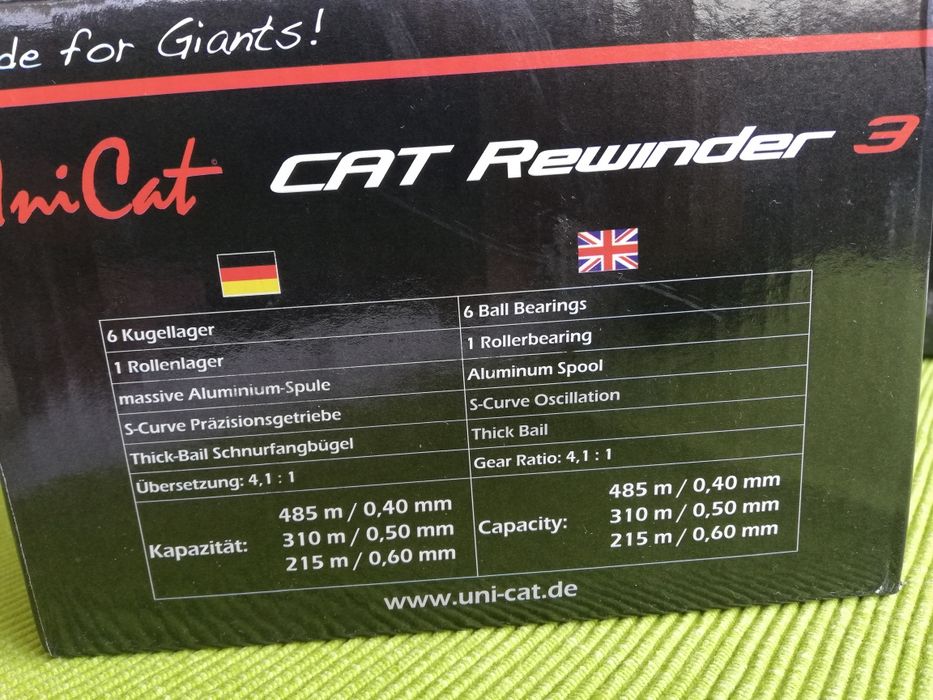 de for Giants!
UniCat
CAT Rewinder 3
6 Kugellager
1 Rollenlager
massive Aluminium-Spule
S-Curve Präzisionsgetriebe
Thick-Bail Schnurfangbügel
Übersetzung: 4,1 : 1
Kapazität:
485 m / 0,40 mm
310 m / 0,50 mm
215 m / 0,60 mm
6 Ball Bearings
1 Rollerbearing
Aluminum Spool
S-Curve Oscillation
Thick Bail
Gear Ratio: 4,1 : 1
Capacity:
485 m / 0,40 mm
310 m / 0,50 mm
215 m / 0,60 mm
www.uni-cat.de